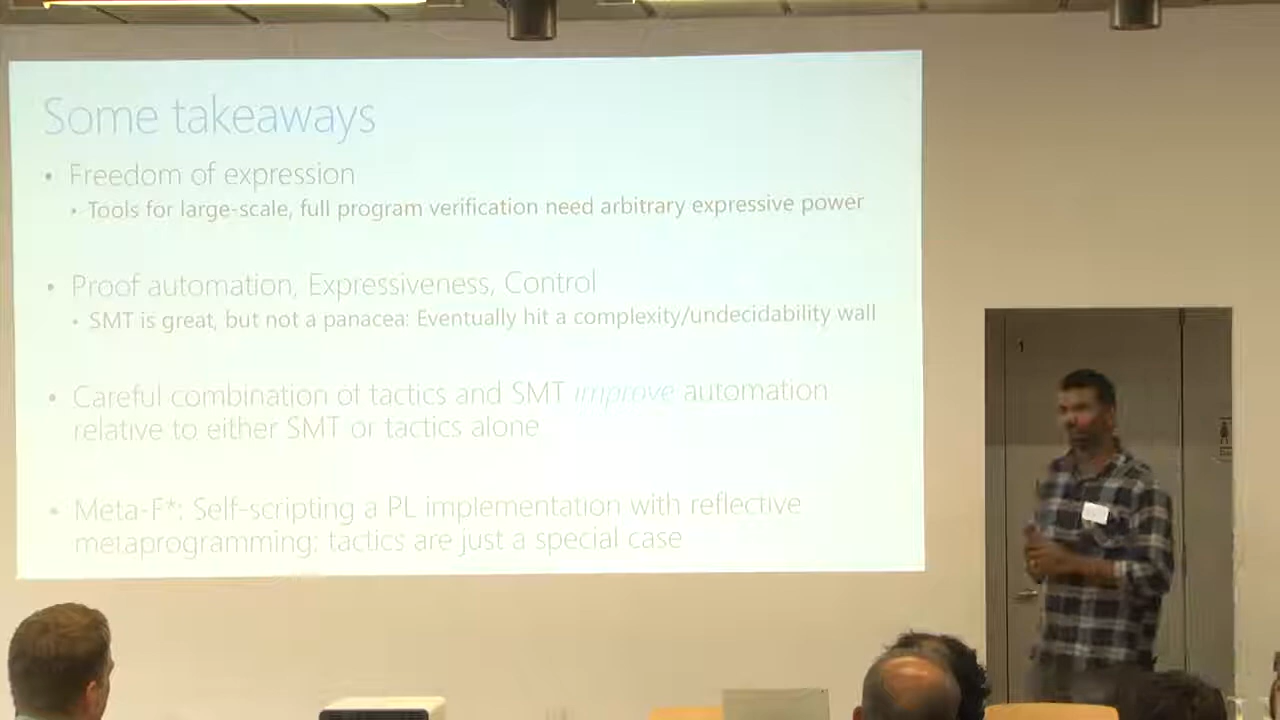 Some takeaways
• Freedom of expression
• Tools for large-scale, full program verification need arbitrary expressive power
• Proof automation, Expressiveness, Control
• SMT is great, but not a panacea: Eventually hit a complexity/undecidability wall
• Careful combination of tactics and SMT improve automation
relative to either SMT or tactics alone
• Meta-F*: Self-scripting a PL implementation with reflective
metaprogramming: tactics are just a special case
1